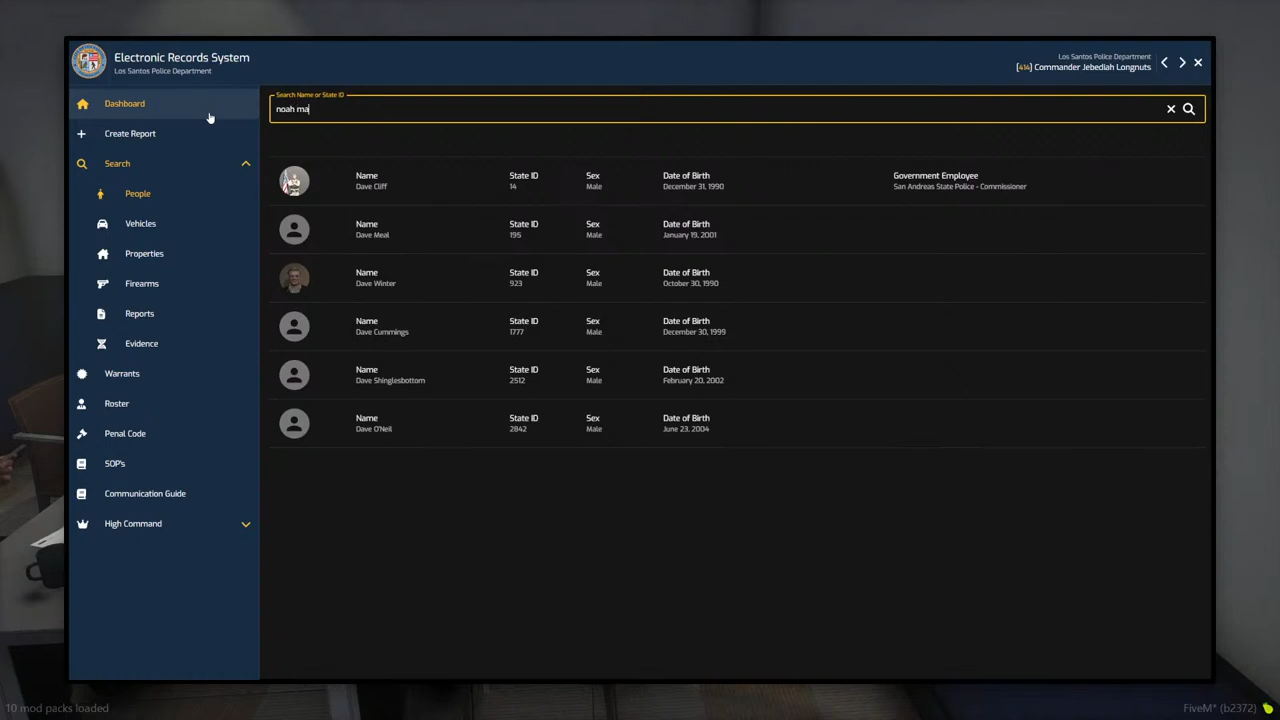 Electronic Records System
Los Santos Police Department
Los Santos Police Department
[414] Commander Jebediah Longnuts
Dashboard
Create Report
Search
People
Vehicles
Properties
Firearms
Reports
Evidence
Warrants
Roster
Penal Code
SOP's
Communication Guide
High Command
Search Name or State ID
noah ma
Name State ID Sex Date of Birth Government Employee
Dave Cliff 14 Male December 31, 1990 San Andreas State Police - Commissioner
Name State ID Sex Date of Birth
Dave Meal 195 Male January 19, 2001
Name State ID Sex Date of Birth
Dave Winter 923 Male October 30, 1990
Name State ID Sex Date of Birth
Dave Cummings 1777 Male December 30, 1999
Name State ID Sex Date of Birth
Dave Shinglesbottom 2512 Male February 20, 2002
Name State ID Sex Date of Birth
Dave O'Neil 2842 Male June 23, 2004
10 mod packs loaded
FiveM* (b2372)